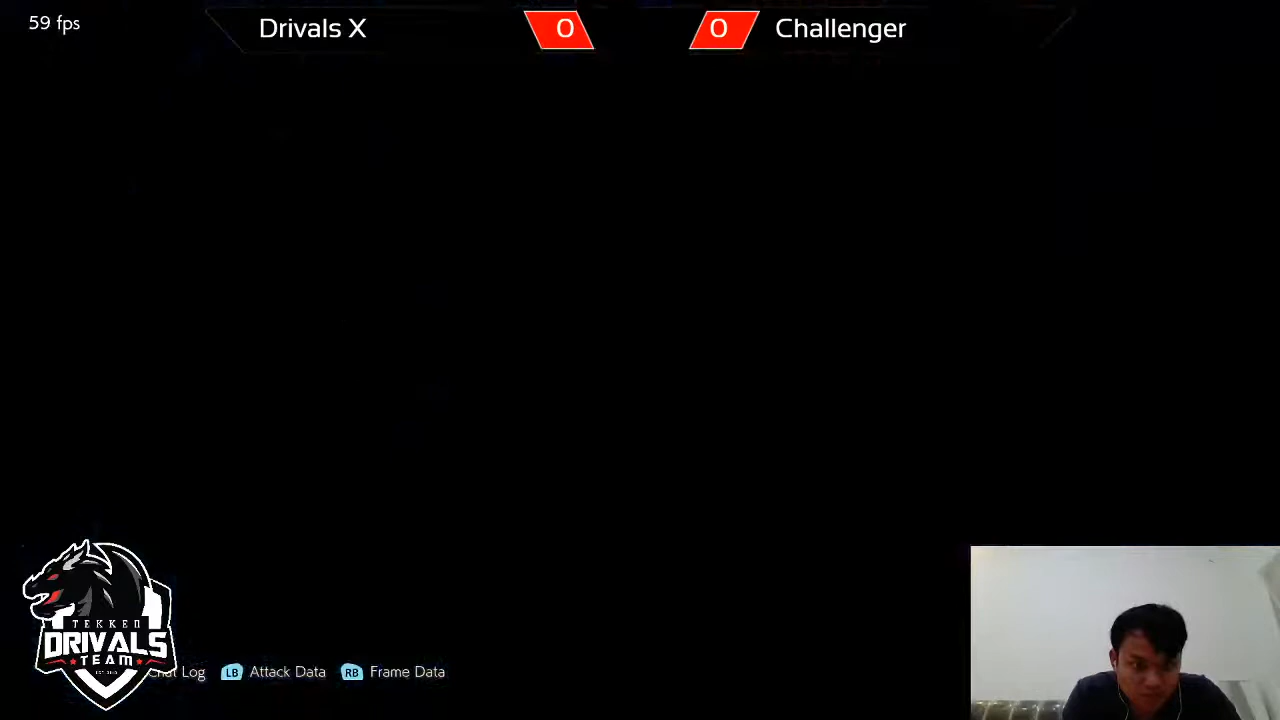 59 fps
Drivals X 0 0 Challenger
TEKKEN
DRIVALS
TEAM
Chat Log LB Attack Data RB Frame Data